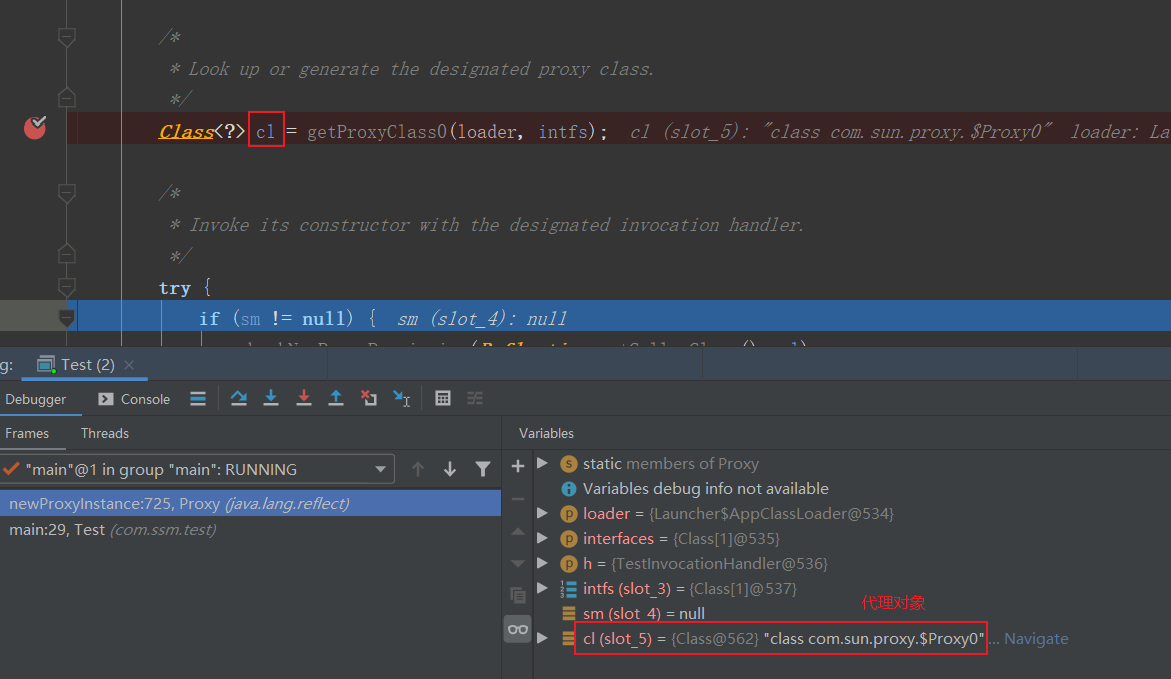 /*
* Look up or generate the designated proxy class.
*/
Class<?> cl = getProxyClass0(loader, intfs); cl (slot_5): "class com.sun.proxy.$Proxy0" loader: La
/*
* Invoke its constructor with the designated invocation handler.
*/
try {
if (sm != null) { sm (slot_4): null
g: Test (2)
Debugger Console
Frames Threads Variables
"main"@1 in group "main": RUNNING
newProxyInstance:725, Proxy (java.lang.reflect)
main:29, Test (com.ssm.test)
static members of Proxy
Variables debug info not available
loader = {Launcher$AppClassLoader@534}
interfaces = {Class[1]@535}
h = {TestInvocationHandler@536}
intfs (slot_3) = {Class[1]@537}
代理对象
sm (slot_4) = null
cl (slot_5) = {Class@562} "class com.sun.proxy.$Proxy0" ... Navigate